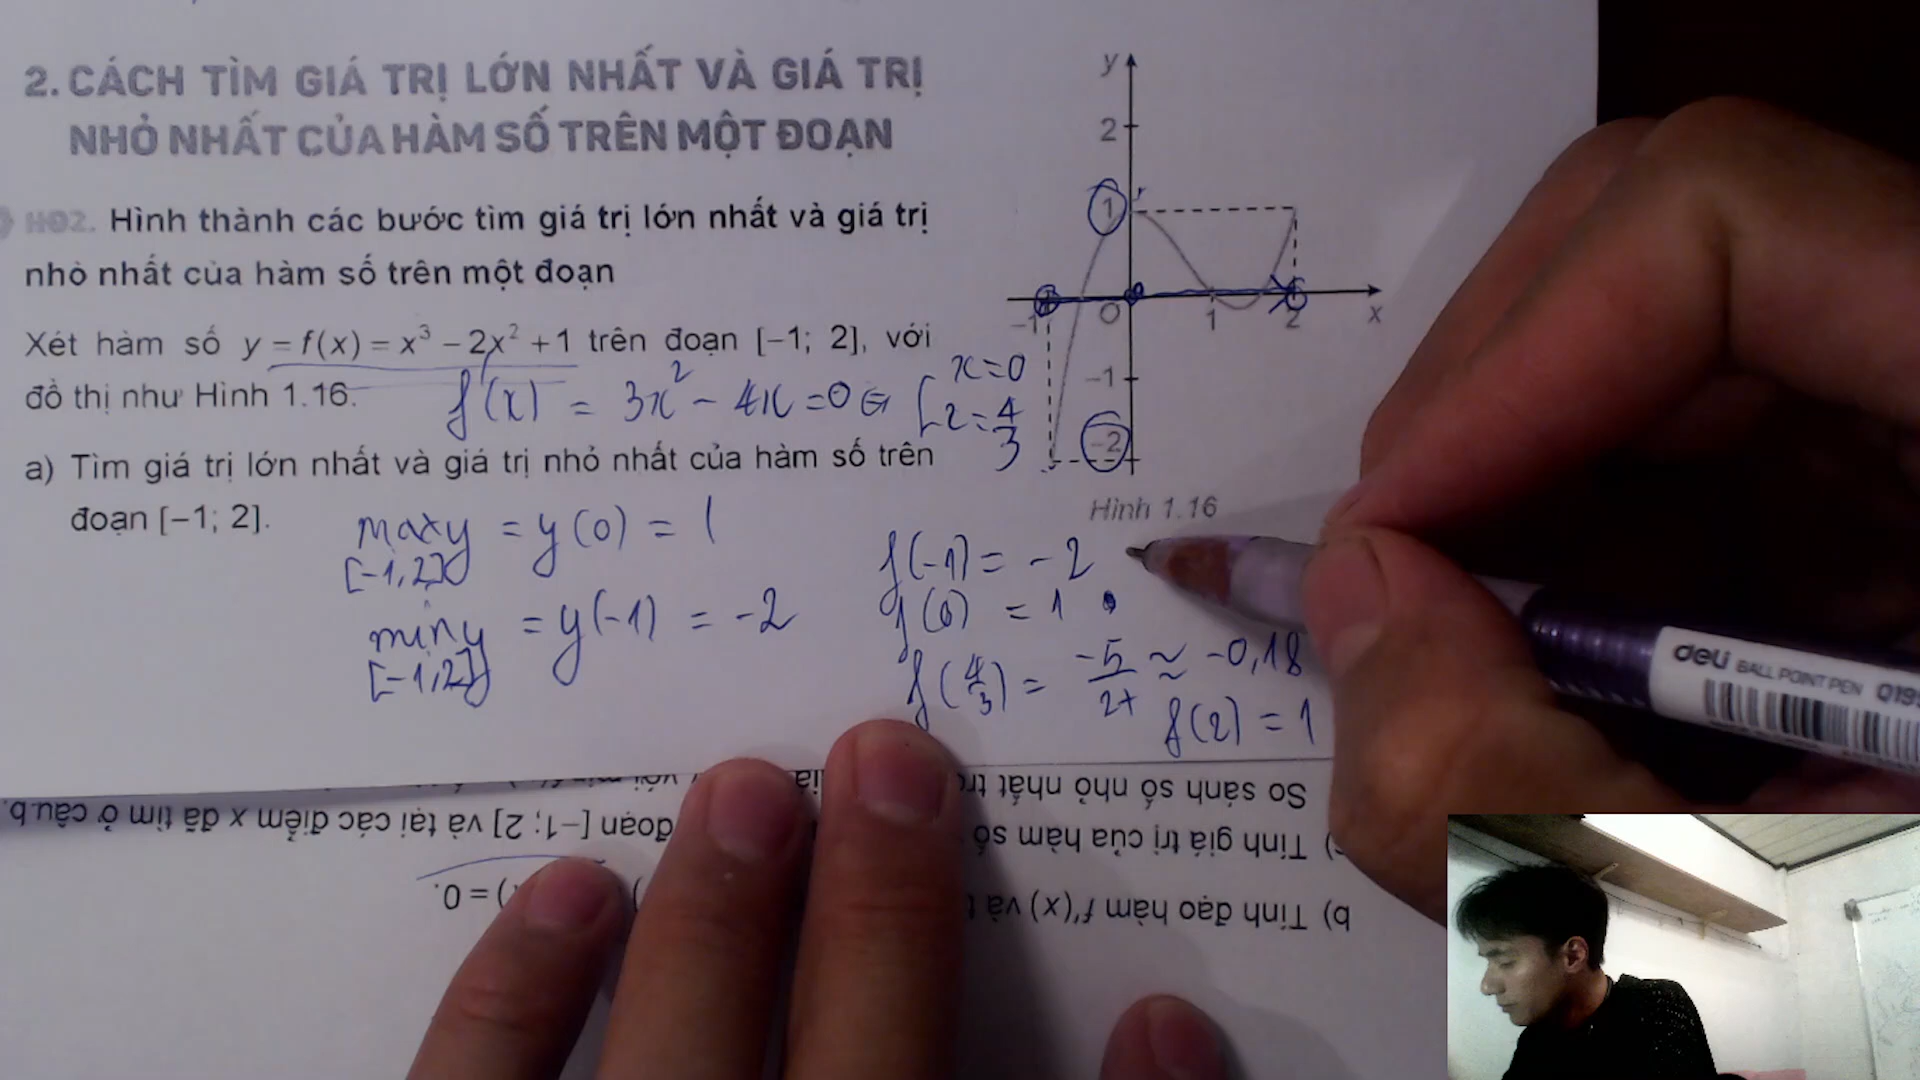 2. CÁCH TÌM GIÁ TRỊ LỚN NHẤT VÀ GIÁ TRỊ
NHỎ NHẤT CỦA HÀM SỐ TRÊN MỘT ĐOẠN
HĐ2. Hình thành các bước tìm giá trị lớn nhất và giá trị
nhỏ nhất của hàm số trên một đoạn
Xét hàm số y = f(x) = x³ − 2x² + 1 trên đoạn [−1; 2], với
đồ thị như Hình 1.16.
f'(x) = 3x² - 4x = 0 ⇔ [ x = 0
x = 4/3
a) Tìm giá trị lớn nhất và giá trị nhỏ nhất của hàm số trên
đoạn [−1; 2].
max y = y(0) = 1
[-1,2]
min y = y(-1) = -2
[-1,2]
y
2
1
−1 O 1 2 x
−1
−2
Hình 1.16
f(-1) = -2
f(0) = 1
f(4/3) = -5/27 ≈ -0,18
f(2) = 1
deli BALL POINT PEN
b) Tính đạo hàm f'(x) và
) = 0.
) Tính giá trị của hàm số
đoạn [−1; 2] và tại các điểm x đã tìm ở câu b.
So sánh số nhỏ nhất